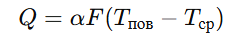 Q = αF(Tпов − Tср)